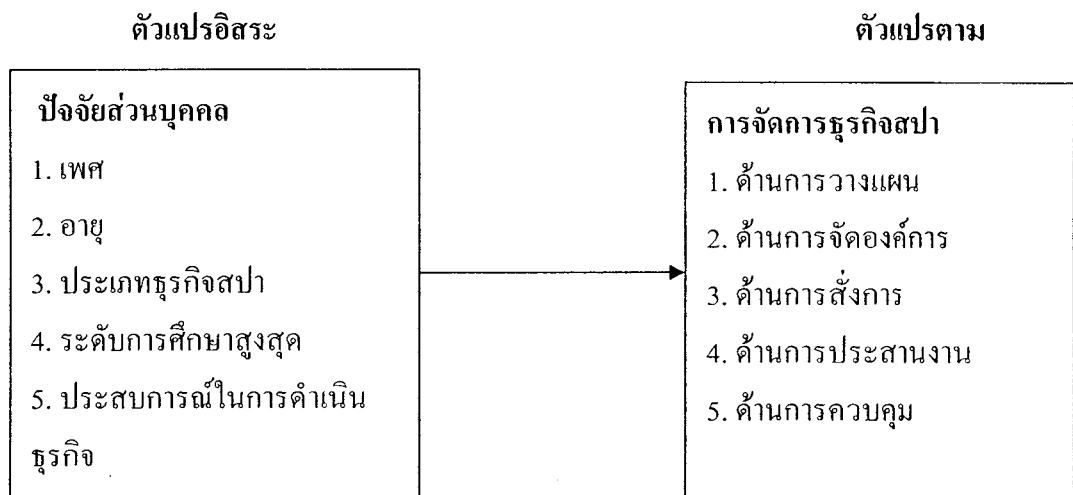 ตัวแปรอิสระ
ตัวแปรตาม
ปัจจัยส่วนบุคคล
1. เพศ
2. อายุ
3. ประเภทธุรกิจสปา
4. ระดับการศึกษาสูงสุด
5. ประสบการณ์ในการดำเนิน
ธุรกิจ
การจัดการธุรกิจสปา
1. ด้านการวางแผน
2. ด้านการจัดองค์การ
3. ด้านการสั่งการ
4. ด้านการประสานงาน
5. ด้านการควบคุม